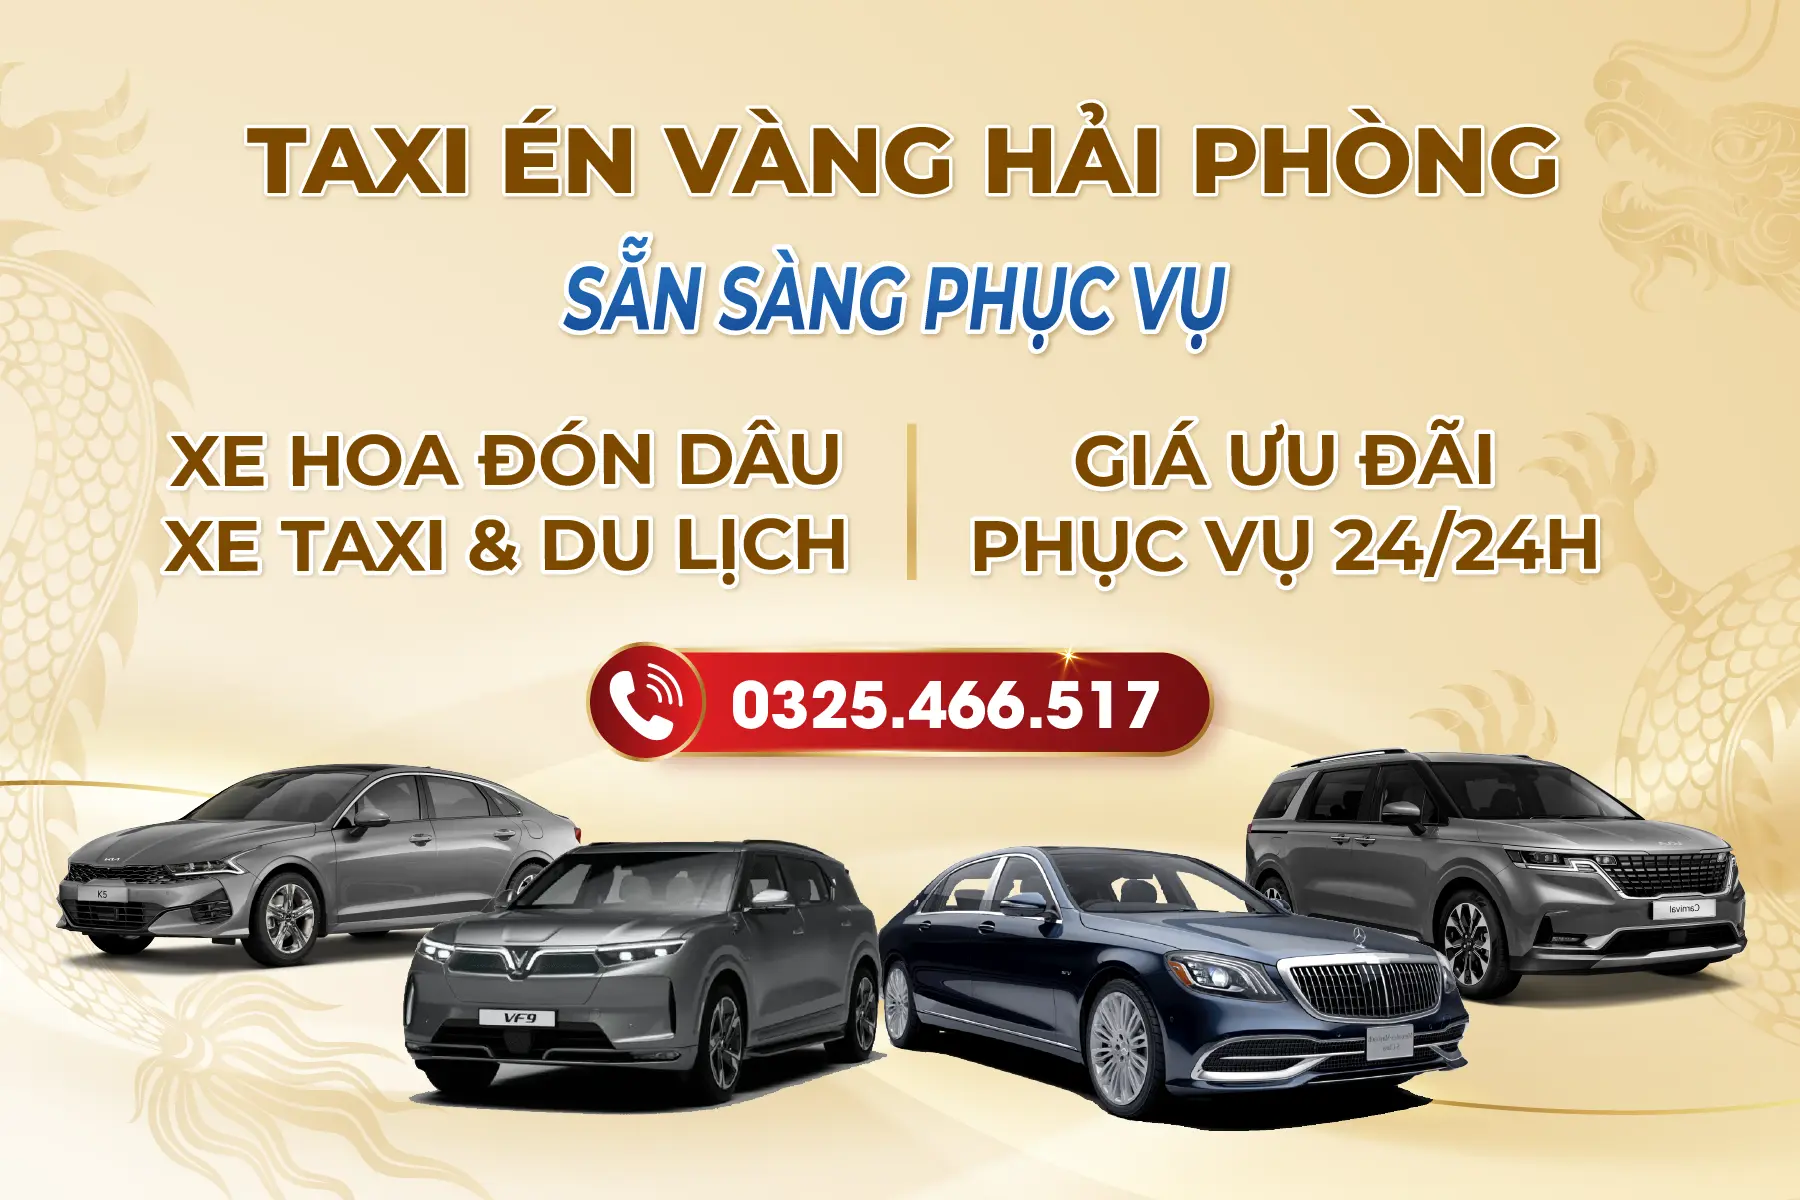 TAXI ÉN VÀNG HẢI PHÒNG
SẴN SÀNG PHỤC VỤ
XE HOA ĐÓN DÂU
XE TAXI & DU LỊCH
GIÁ ƯU ĐÃI
PHỤC VỤ 24/24H
0325.466.517
KIA
K5
VF9
Carnival